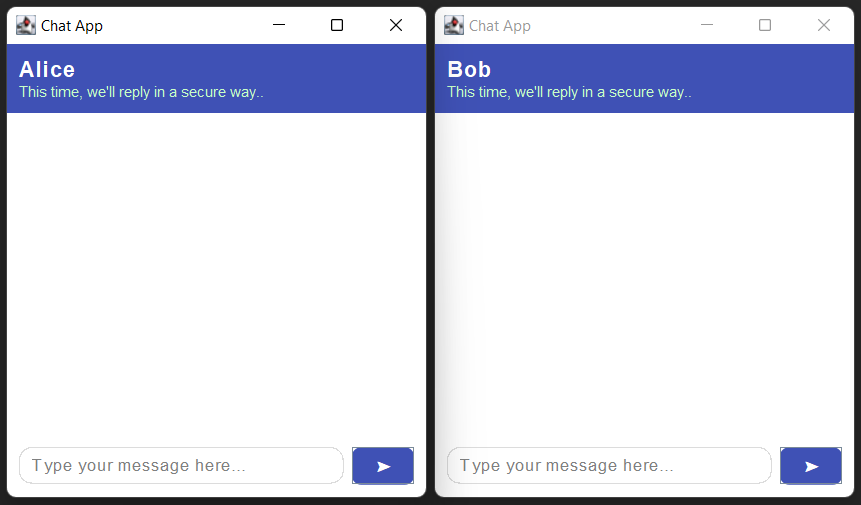 Chat App
Alice
This time, we'll reply in a secure way..
Type your message here...
Chat App
Bob
This time, we'll reply in a secure way..
Type your message here...